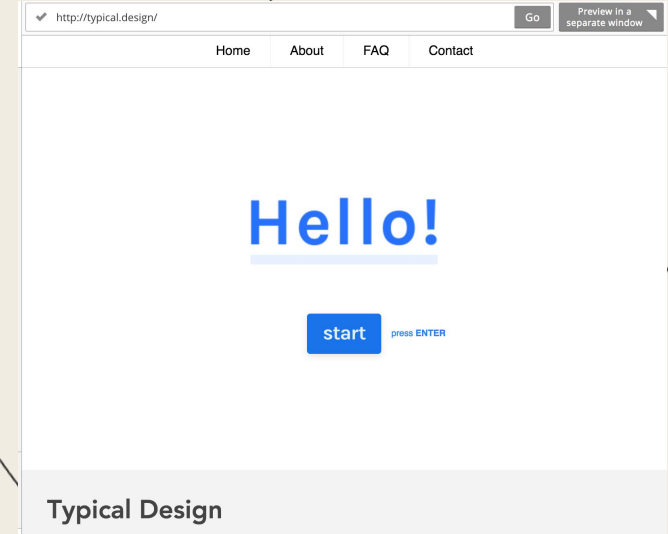 http://typical.design/
Go
Preview in a
separate window
Home About FAQ Contact
Hello!
start press ENTER
Typical Design